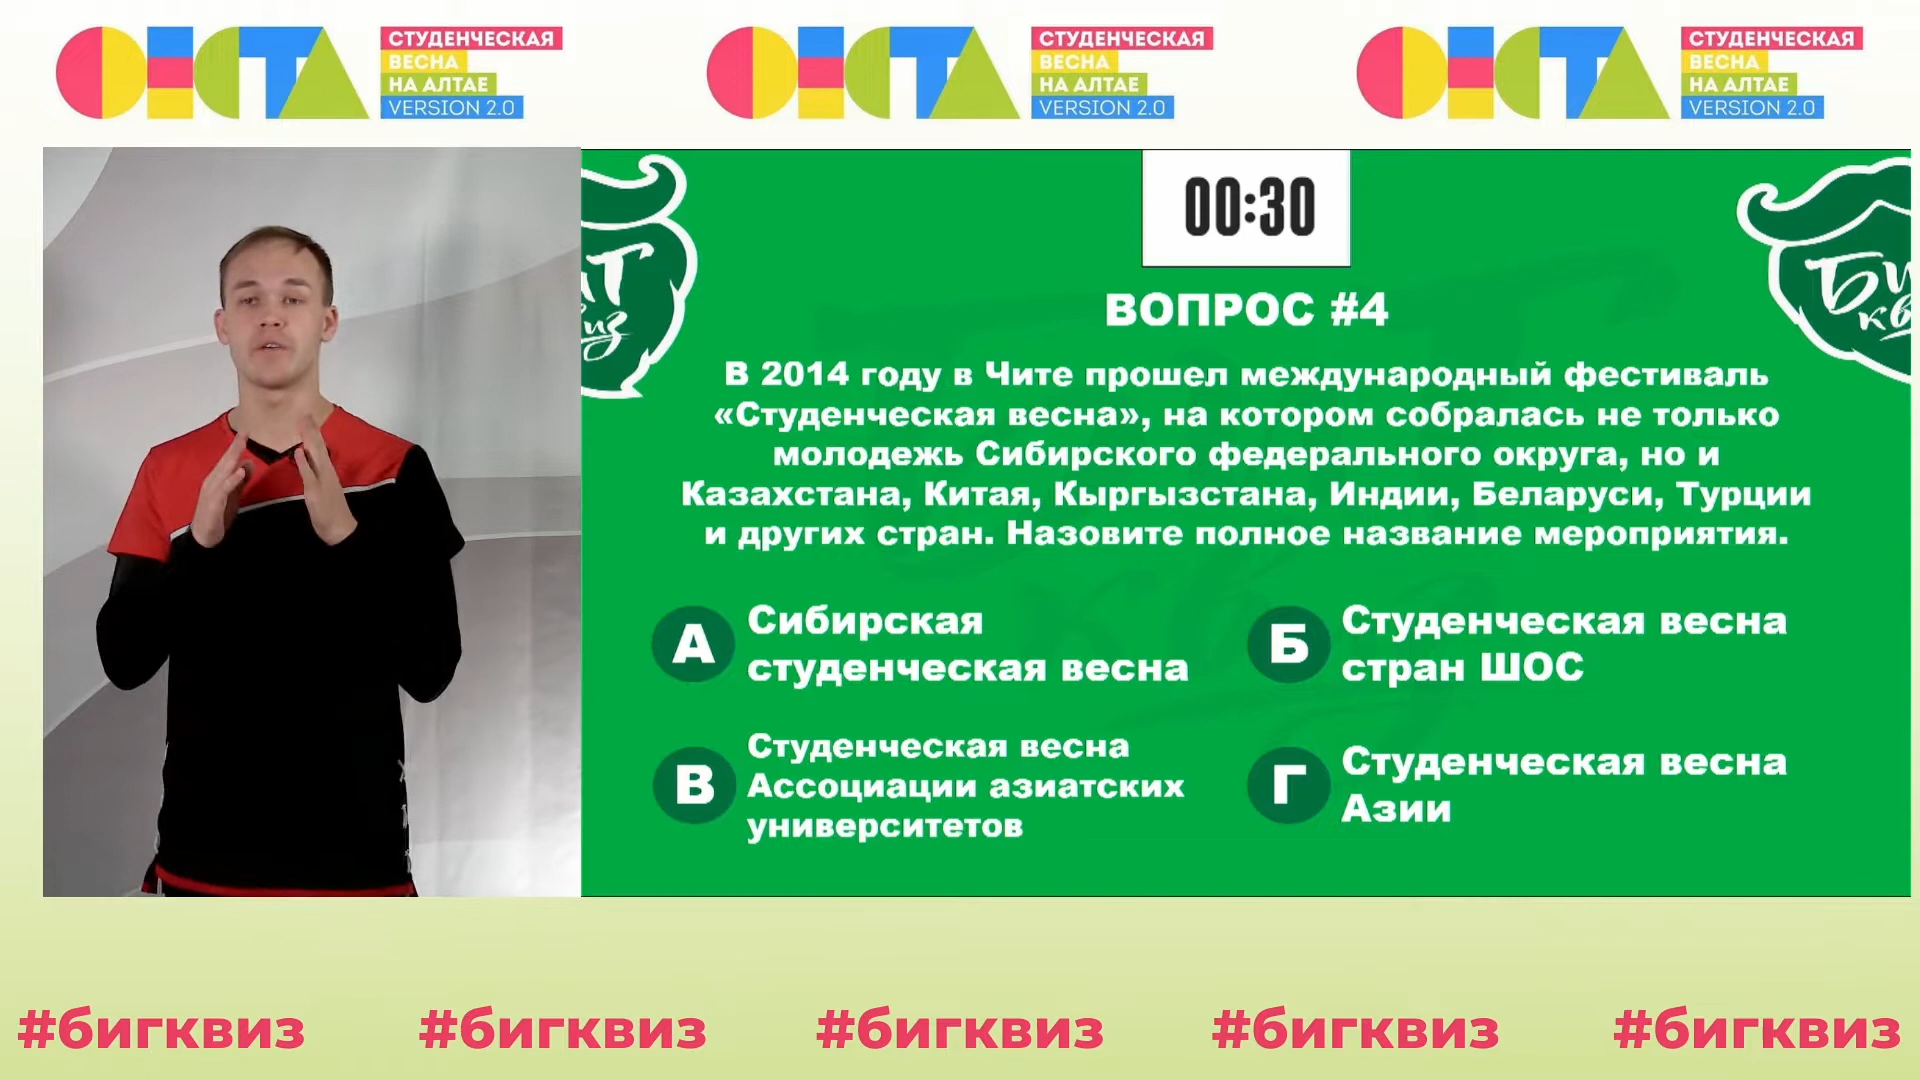 СТУДЕНЧЕСКАЯ
ВЕСНА
НА АЛТАЕ
VERSION 2.0
СТУДЕНЧЕСКАЯ
ВЕСНА
НА АЛТАЕ
VERSION 2.0
СТУДЕНЧЕСКАЯ
ВЕСНА
НА АЛТАЕ
VERSION 2.0
00:30
ВОПРОС #4
В 2014 году в Чите прошел международный фестиваль
«Студенческая весна», на котором собралась не только
молодежь Сибирского федерального округа, но и
Казахстана, Китая, Кыргызстана, Индии, Беларуси, Турции
и других стран. Назовите полное название мероприятия.
А Сибирская
студенческая весна
Б Студенческая весна
стран ШОС
В Студенческая весна
Ассоциации азиатских
университетов
Г Студенческая весна
Азии
#бигквиз #бигквиз #бигквиз #бигквиз #бигквиз